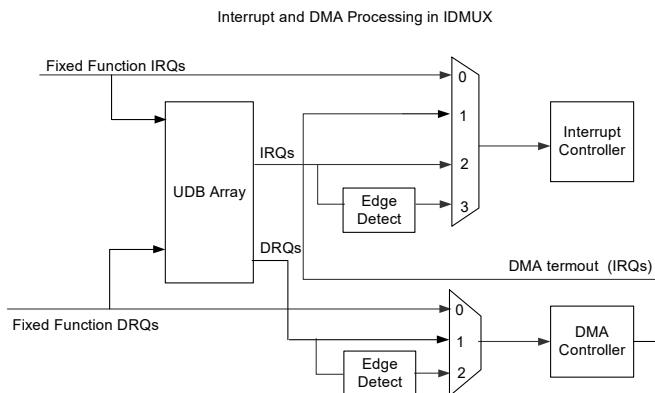 Interrupt and DMA Processing in IDMUX
Fixed Function IRQs
0
1
UDB Array
IRQs
2
Edge
Detect
3
Interrupt
Controller
DRQs
DMA termout (IRQs)
Fixed Function DRQs
0
1
Edge
Detect
2
DMA
Controller